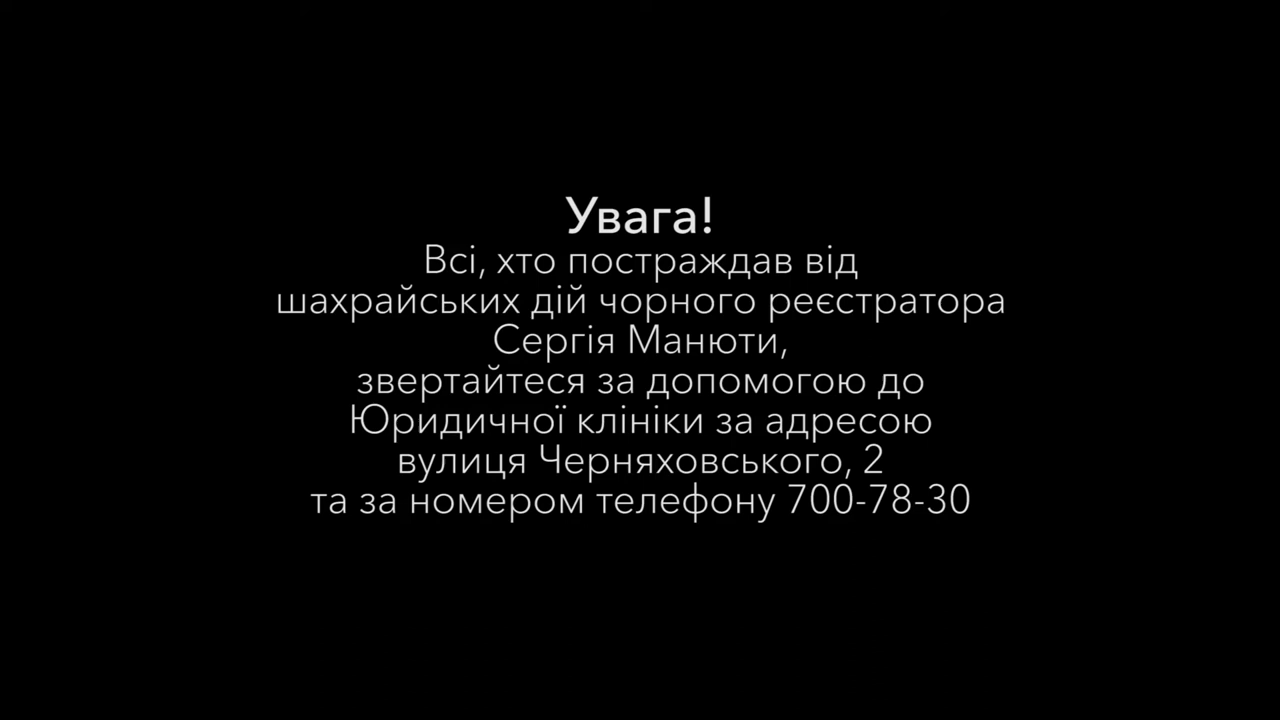 Увага!
Всі, хто постраждав від
шахрайських дій чорного реєстратора
Сергія Манюти,
звертайтеся за допомогою до
Юридичної клініки за адресою
вулиця Черняховського, 2
та за номером телефону 700-78-30